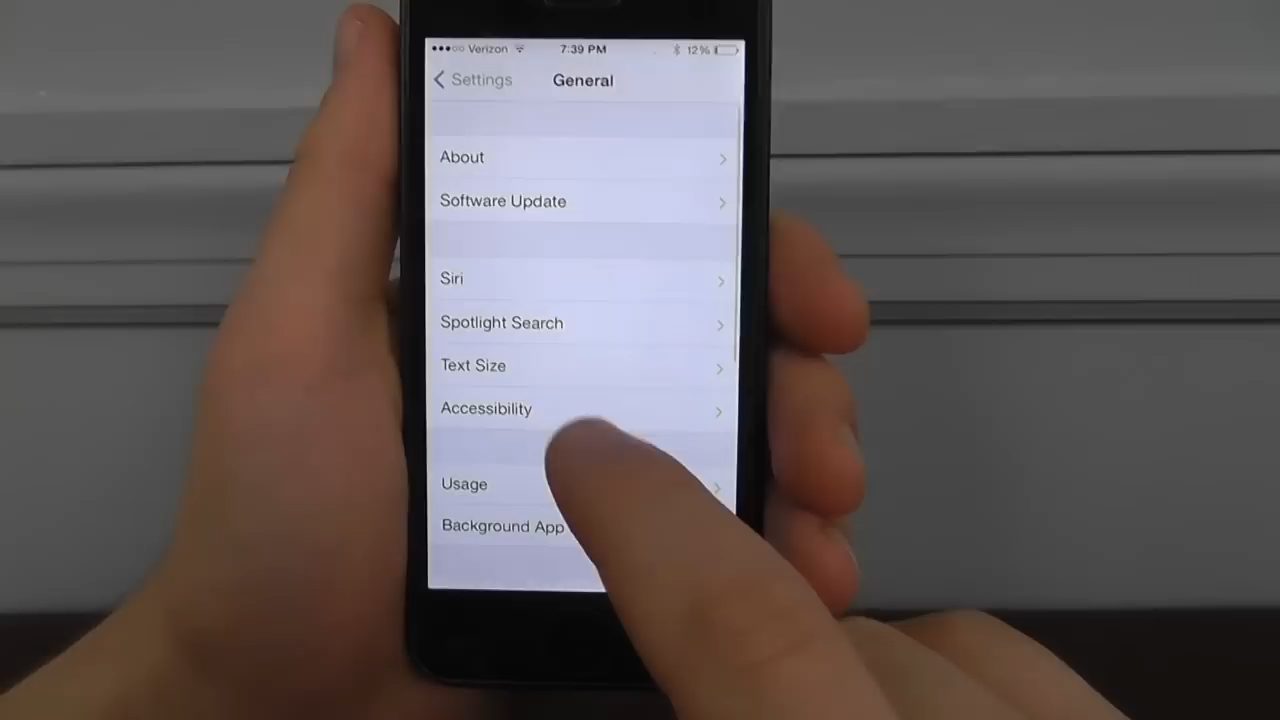 Verizon 7:39 PM 12%
Settings General
About
Software Update
Siri
Spotlight Search
Text Size
Accessibility
Usage
Background App